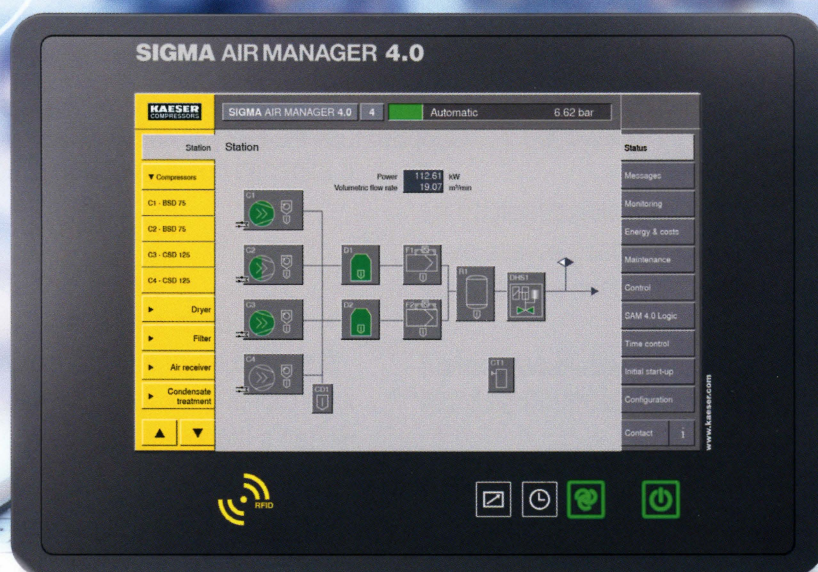 SIGMA AIR MANAGER 4.0
KAESER
COMPRESSORS
SIGMA AIR MANAGER 4.0 4 Automatic 6.62 bar
Station
▼ Compressors
C1 - BSD 75
C2 - BSD 75
C3 - CSD 125
C4 - CSD 125
► Dryer
► Filter
► Air receiver
► Condensate
treatment
▲ ▼
Station
Power 112.61 kW
Volumetric flow rate 19.07 m³/min
C1
C2 D1 F1 R1 DHS1
C3 D2 F2
C4 CD1 CT1
Status
Messages
Monitoring
Energy & costs
Maintenance
Control
SAM 4.0 Logic
Time control
Initial start-up
Configuration
Contact i
www.kaeser.com
RFID